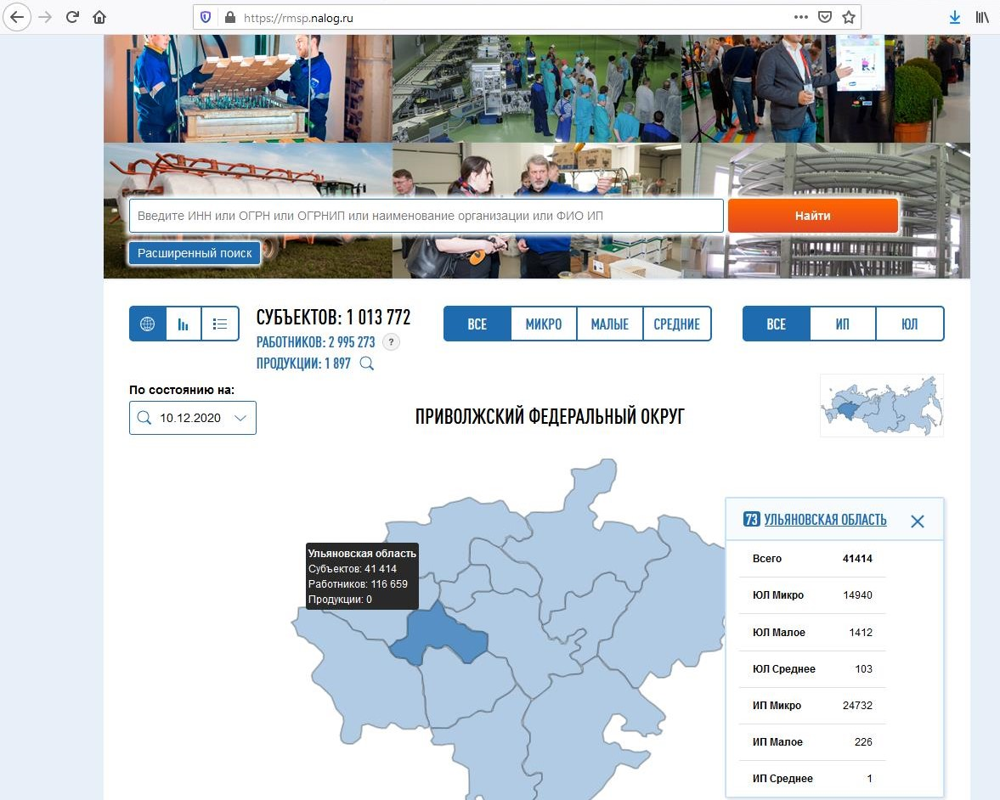 https://rmsp.nalog.ru
Введите ИНН или ОГРН или ОГРНИП или наименование организации или ФИО ИП
Найти
Расширенный поиск
СУБЪЕКТОВ: 1 013 772
РАБОТНИКОВ: 2 995 273 ?
ПРОДУКЦИИ: 1 897
ВСЕ МИКРО МАЛЫЕ СРЕДНИЕ
ВСЕ ИП ЮЛ
По состоянию на:
10.12.2020
ПРИВОЛЖСКИЙ ФЕДЕРАЛЬНЫЙ ОКРУГ
Ульяновская область
Субъектов: 41 414
Работников: 116 659
Продукции: 0
73 УЛЬЯНОВСКАЯ ОБЛАСТЬ
Всего 41414
ЮЛ Микро 14940
ЮЛ Малое 1412
ЮЛ Среднее 103
ИП Микро 24732
ИП Малое 226
ИП Среднее 1